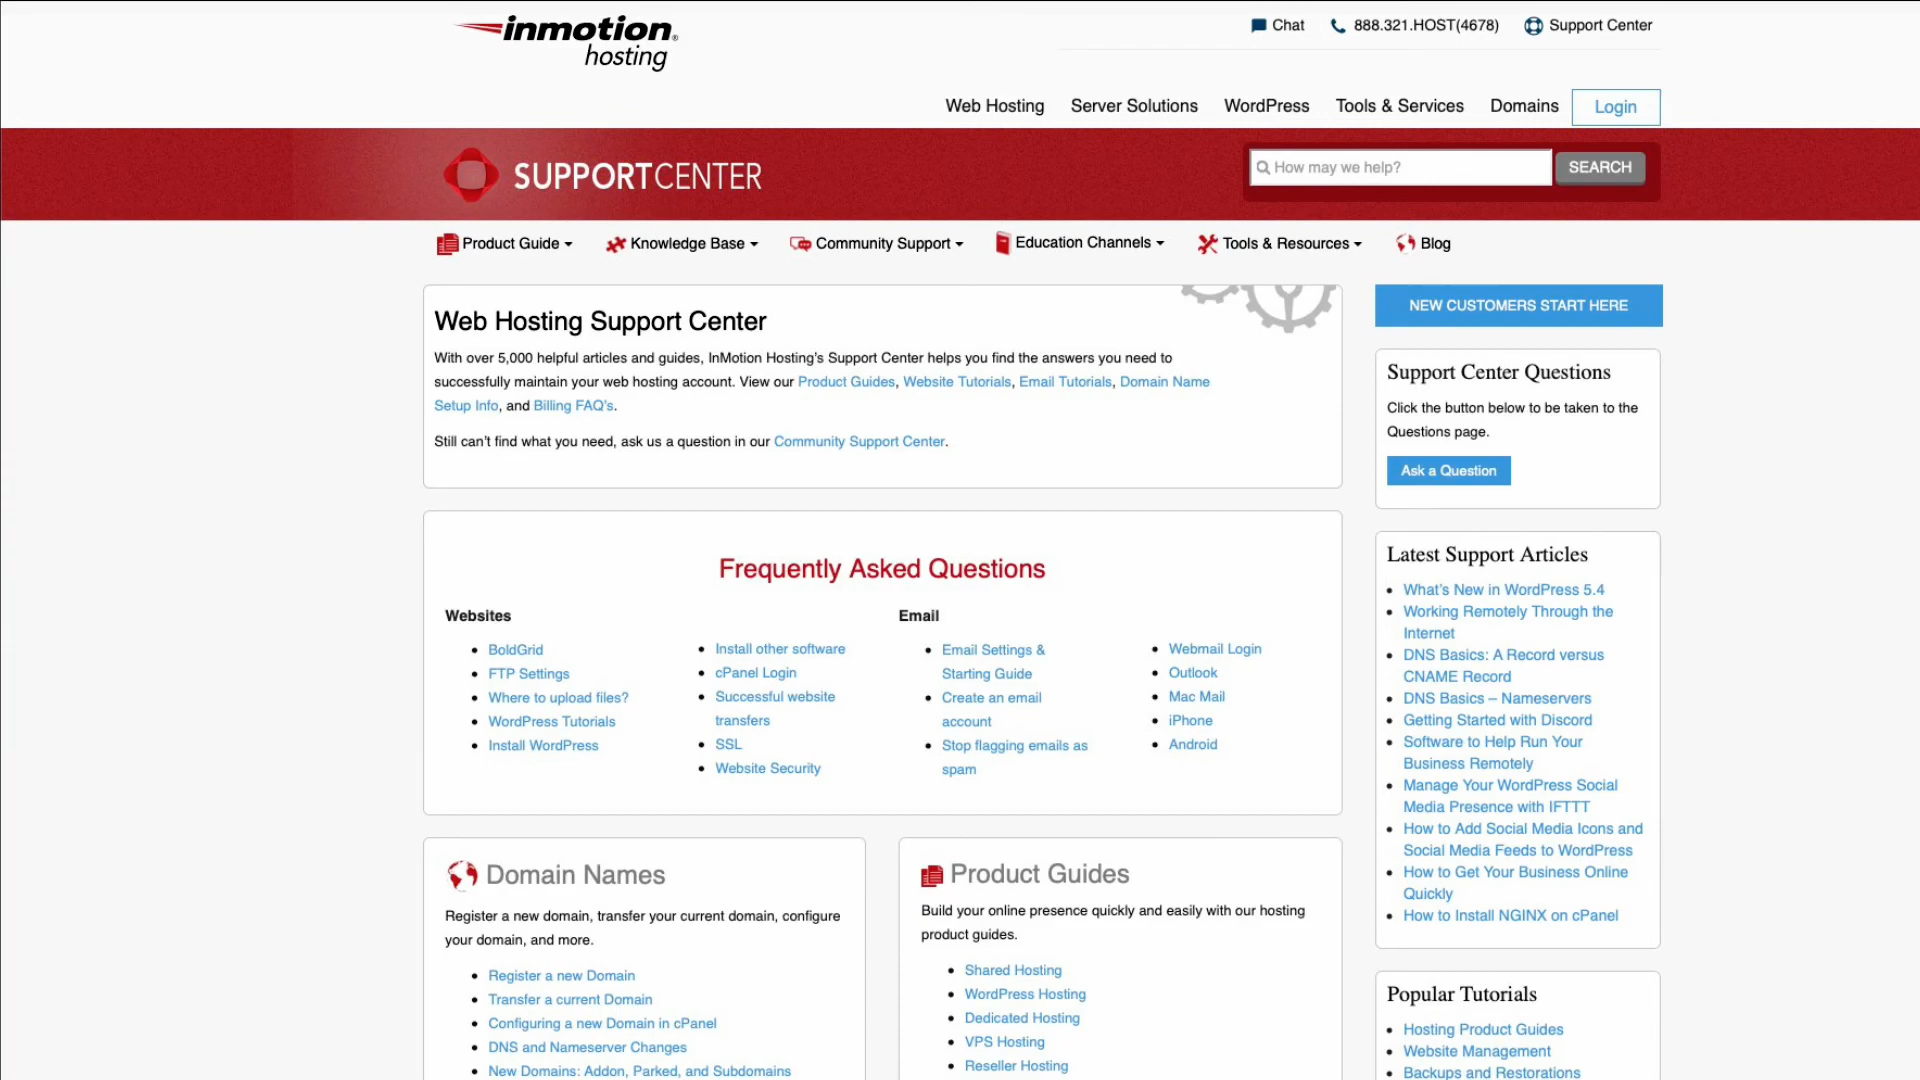 inmotion®
hosting
Chat
888.321.HOST(4678)
Support Center
Web Hosting
Server Solutions
WordPress
Tools & Services
Domains
Login
SUPPORTCENTER
How may we help?
SEARCH
Product Guide
Knowledge Base
Community Support
Education Channels
Tools & Resources
Blog
Web Hosting Support Center
With over 5,000 helpful articles and guides, InMotion Hosting’s Support Center helps you find the answers you need to
successfully maintain your web hosting account. View our Product Guides, Website Tutorials, Email Tutorials, Domain Name
Setup Info, and Billing FAQ’s.
Still can’t find what you need, ask us a question in our Community Support Center.
Frequently Asked Questions
Websites
BoldGrid
FTP Settings
Where to upload files?
WordPress Tutorials
Install WordPress
Install other software
cPanel Login
Successful website
transfers
SSL
Website Security
Email
Email Settings &
Starting Guide
Create an email
account
Stop flagging emails as
spam
Webmail Login
Outlook
Mac Mail
iPhone
Android
Domain Names
Register a new domain, transfer your current domain, configure
your domain, and more.
Register a new Domain
Transfer a current Domain
Configuring a new Domain in cPanel
DNS and Nameserver Changes
New Domains: Addon, Parked, and Subdomains
Product Guides
Build your online presence quickly and easily with our hosting
product guides.
Shared Hosting
WordPress Hosting
Dedicated Hosting
VPS Hosting
Reseller Hosting
NEW CUSTOMERS START HERE
Support Center Questions
Click the button below to be taken to the
Questions page.
Ask a Question
Latest Support Articles
What’s New in WordPress 5.4
Working Remotely Through the
Internet
DNS Basics: A Record versus
CNAME Record
DNS Basics – Nameservers
Getting Started with Discord
Software to Help Run Your
Business Remotely
Manage Your WordPress Social
Media Presence with IFTTT
How to Add Social Media Icons and
Social Media Feeds to WordPress
How to Get Your Business Online
Quickly
How to Install NGINX on cPanel
Popular Tutorials
Hosting Product Guides
Website Management
Backups and Restorations